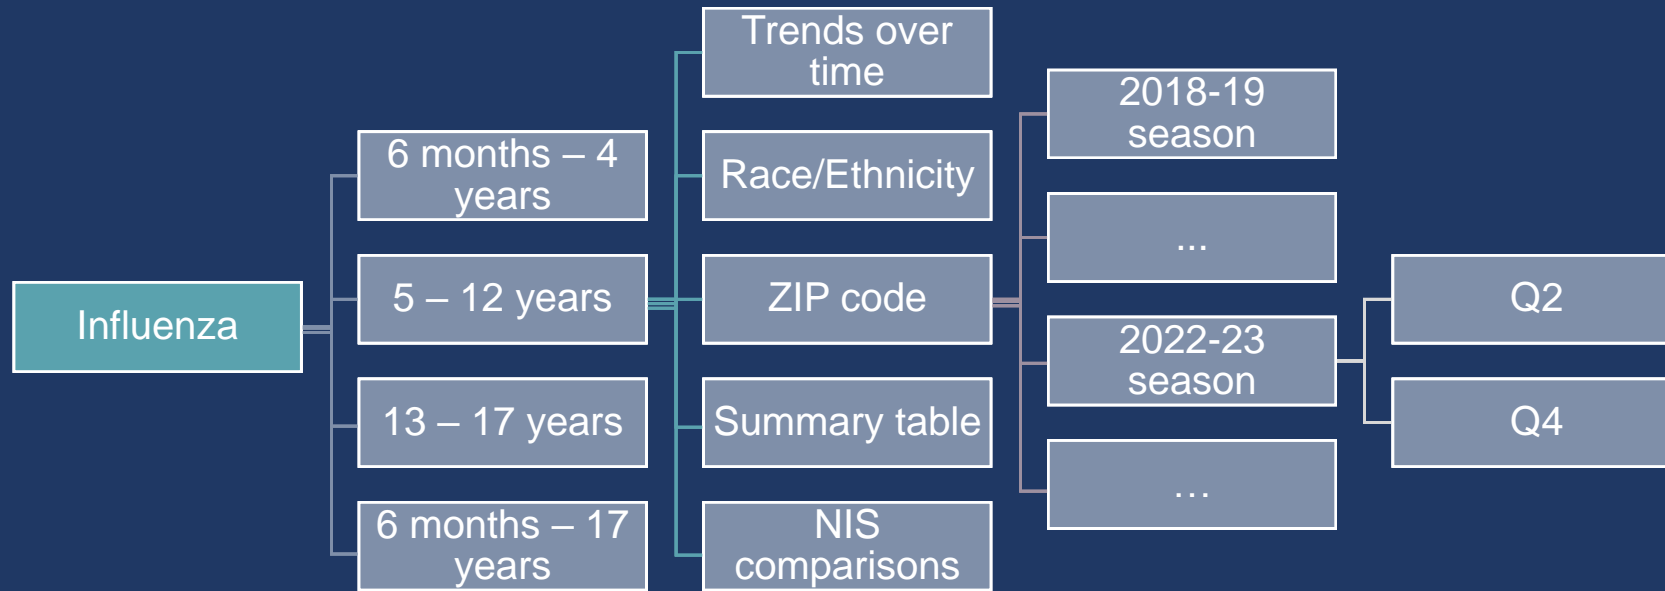 Influenza
6 months – 4
years
5 – 12 years
13 – 17 years
6 months – 17
years
Trends over
time
Race/Ethnicity
ZIP code
Summary table
NIS
comparisons
2018-19
season
...
2022-23
season
…
Q2
Q4